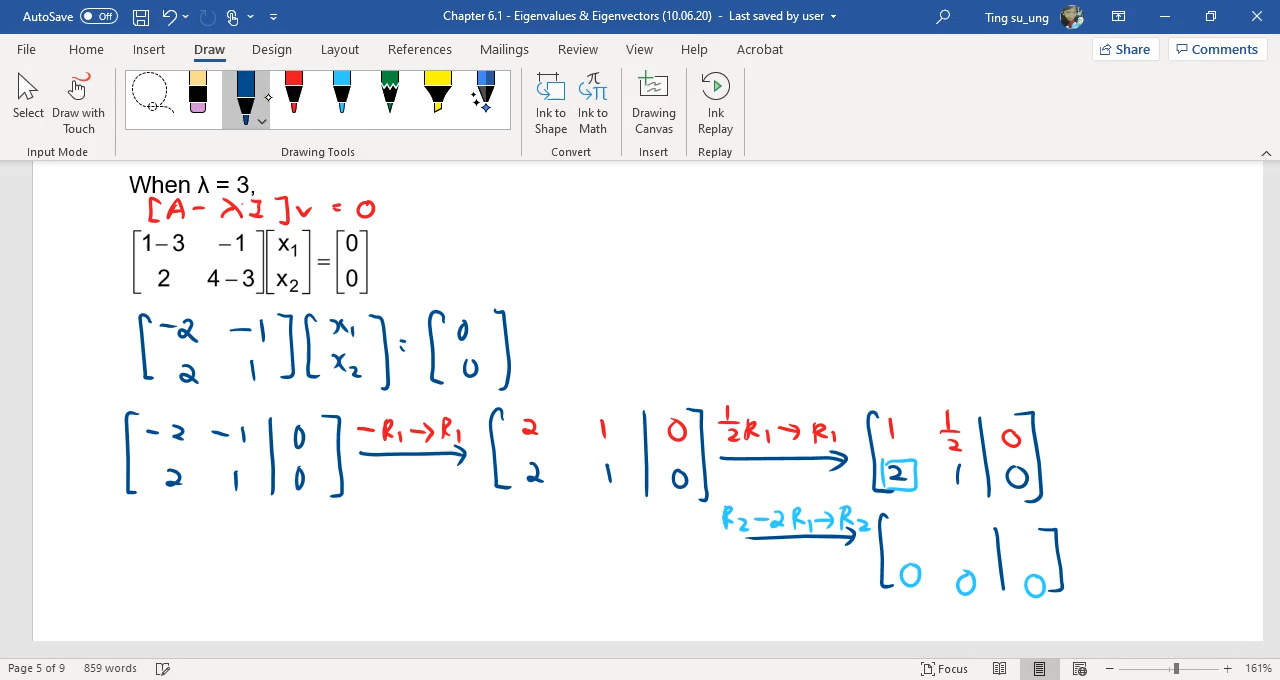 AutoSave Off Chapter 6.1 - Eigenvalues & Eigenvectors (10.06.20) - Last saved by user Ting su_ung
File Home Insert Draw Design Layout References Mailings Review View Help Acrobat Share Comments
Select Draw with Touch Ink to Shape Ink to Math Drawing Canvas Ink Replay
Input Mode Drawing Tools Convert Insert Replay
When λ = 3,
[A - λI]v = 0
[1-3 -1; 2 4-3][x₁; x₂] = [0; 0]
[-2 -1; 2 1][x₁; x₂] = [0; 0]
[-2 -1 | 0; 2 1 | 0] -R₁→R₁ [2 1 | 0; 2 1 | 0] ½R₁→R₁ [1 ½ | 0; 2 1 | 0]
R₂-2R₁→R₂ [0 0 | 0]
Page 5 of 9 859 words Focus 161%